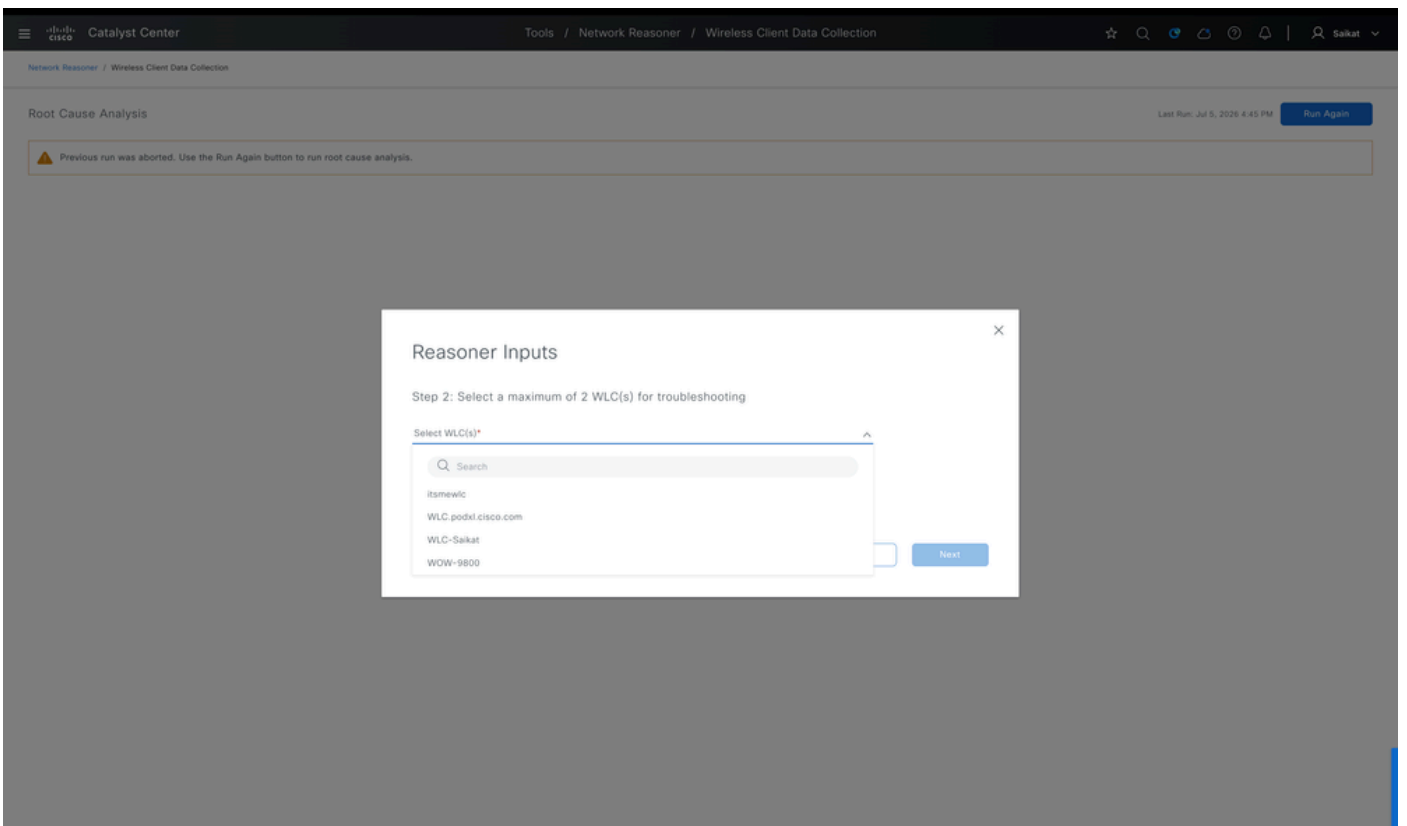 CISCO Catalyst Center Tools / Network Reasoner / Wireless Client Data Collection Saikat
Network Reasoner / Wireless Client Data Collection
Root Cause Analysis Last Run: Jul 5, 2026 4:45 PM Run Again
Previous run was aborted. Use the Run Again button to run root cause analysis.
Reasoner Inputs
Step 2: Select a maximum of 2 WLC(s) for troubleshooting
Select WLC(s)*
Search
itsmewlc
WLC.podxl.cisco.com
WLC-Saikat
WOW-9800
Next